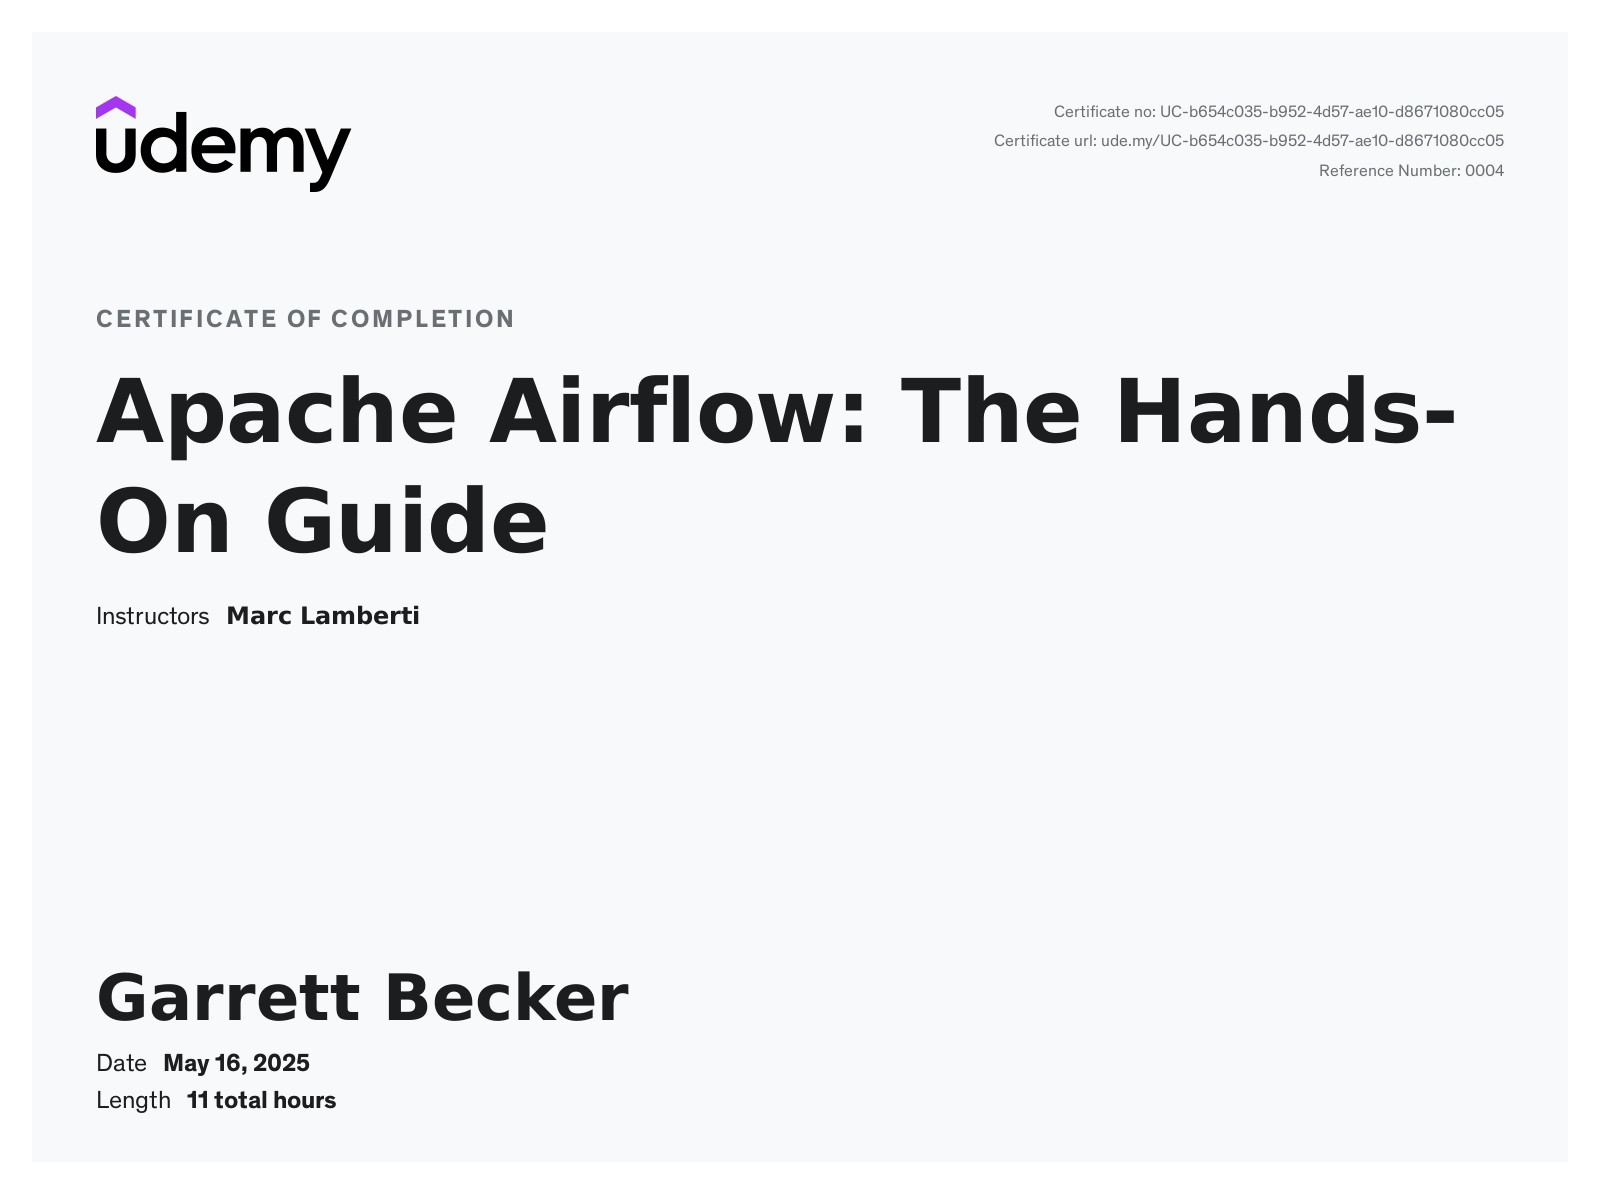 udemy
Certificate no: UC-b654c035-b952-4d57-ae10-d8671080cc05
Certificate url: ude.my/UC-b654c035-b952-4d57-ae10-d8671080cc05
Reference Number: 0004
CERTIFICATE OF COMPLETION
Apache Airflow: The Hands-
On Guide
Instructors Marc Lamberti
Garrett Becker
Date May 16, 2025
Length 11 total hours